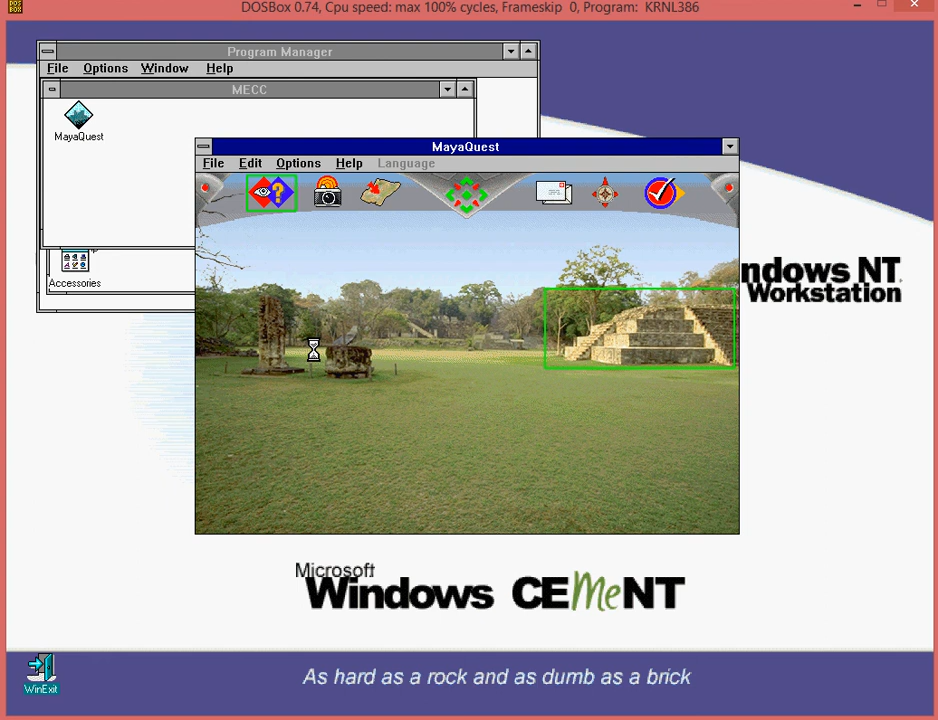 DOSBox 0.74, Cpu speed: max 100% cycles, Frameskip 0, Program: KRNL386
DOS
BOX
Program Manager
File Options Window Help
MECC
MayaQuest
MayaQuest
File Edit Options Help Language
Accessories
ndows NT
Workstation
Microsoft
Windows CEMeNT
WinExit
As hard as a rock and as dumb as a brick